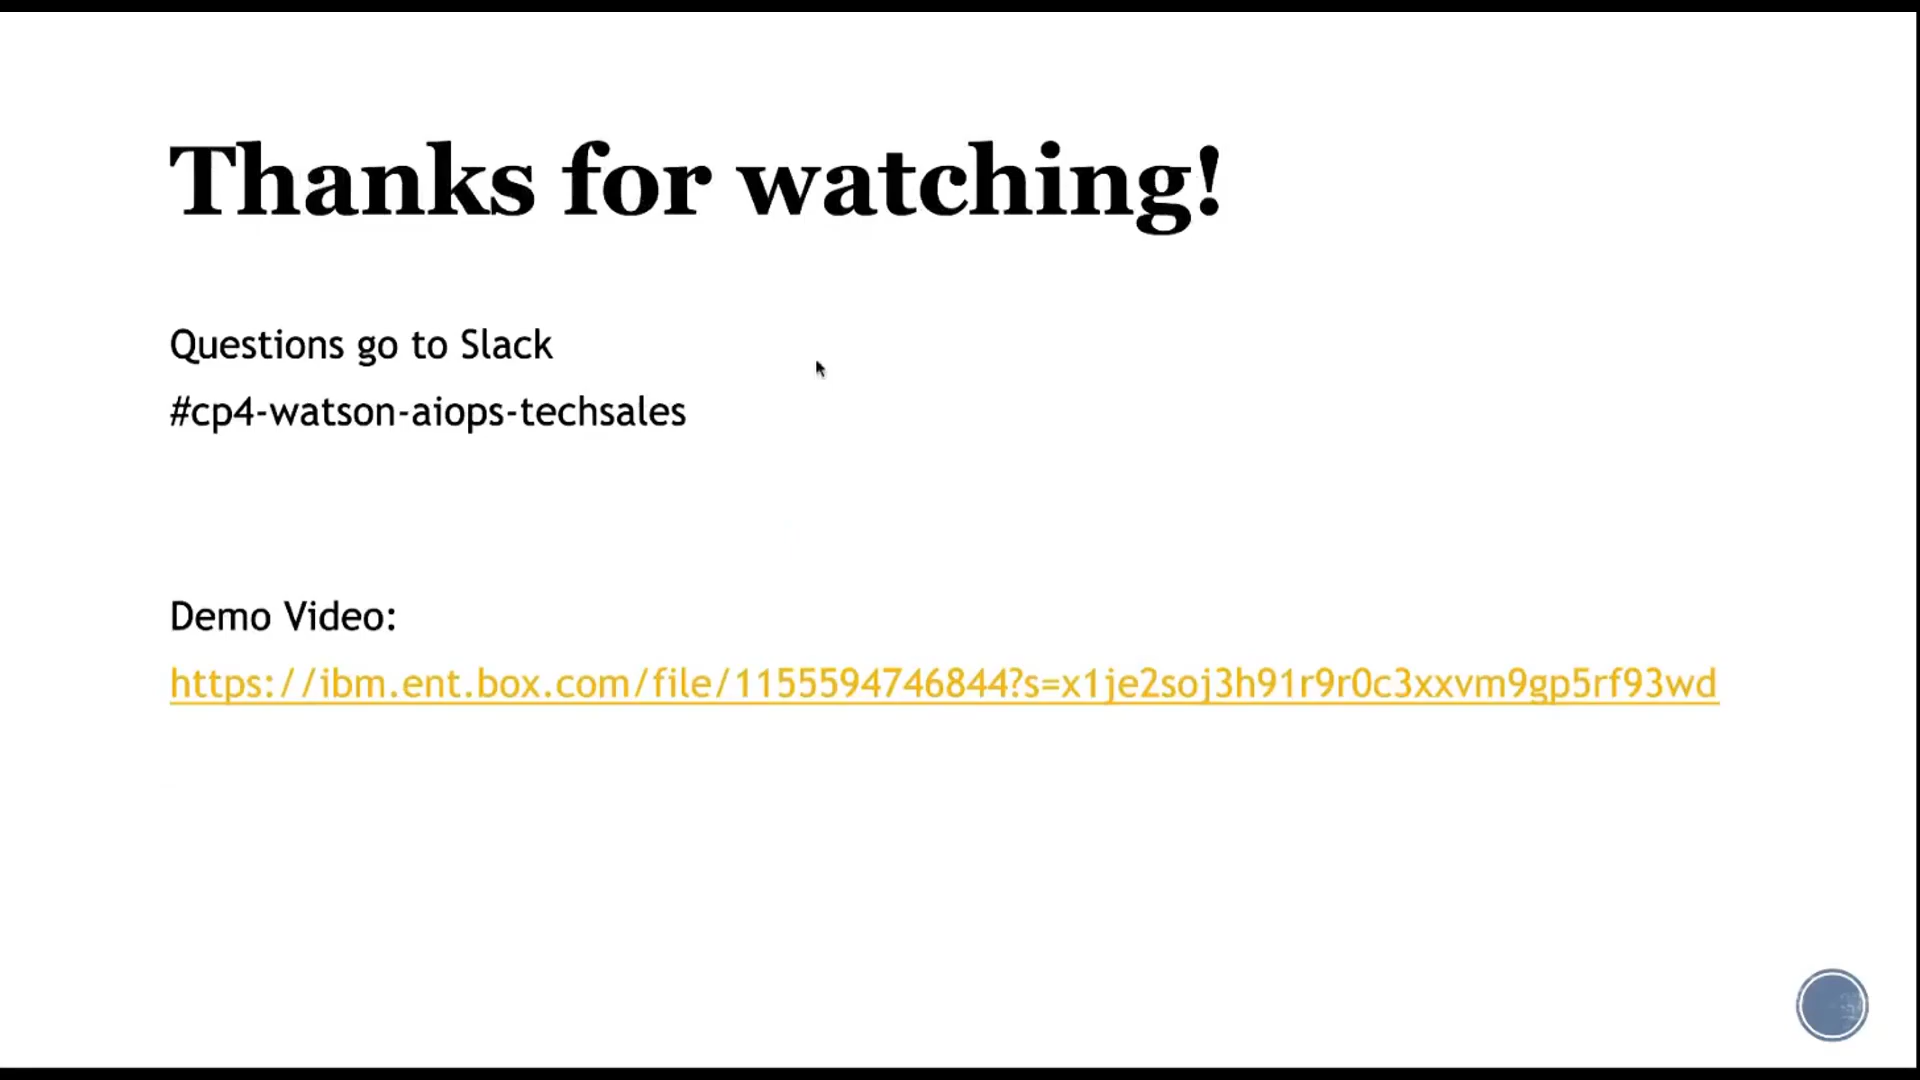 Thanks for watching!
Questions go to Slack
#cp4-watson-aiops-techsales
Demo Video:
https://ibm.ent.box.com/file/1155594746844?s=x1je2soj3h91r9r0c3xxvm9gp5rf93wd